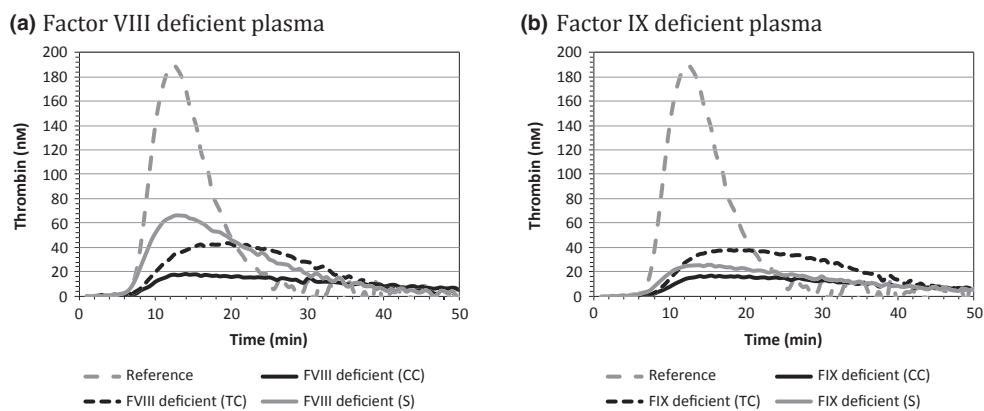 (a) Factor VIII deficient plasma
200
180
160
140
120
100
80
60
40
20
0
Thrombin (nM)
0 10 20 30 40 50
Time (min)
Reference FVIII deficient (CC)
FVIII deficient (TC) FVIII deficient (S)
(b) Factor IX deficient plasma
200
180
160
140
120
100
80
60
40
20
0
Thrombin (nM)
0 10 20 30 40 50
Time (min)
Reference FIX deficient (CC)
FIX deficient (TC) FIX deficient (S)